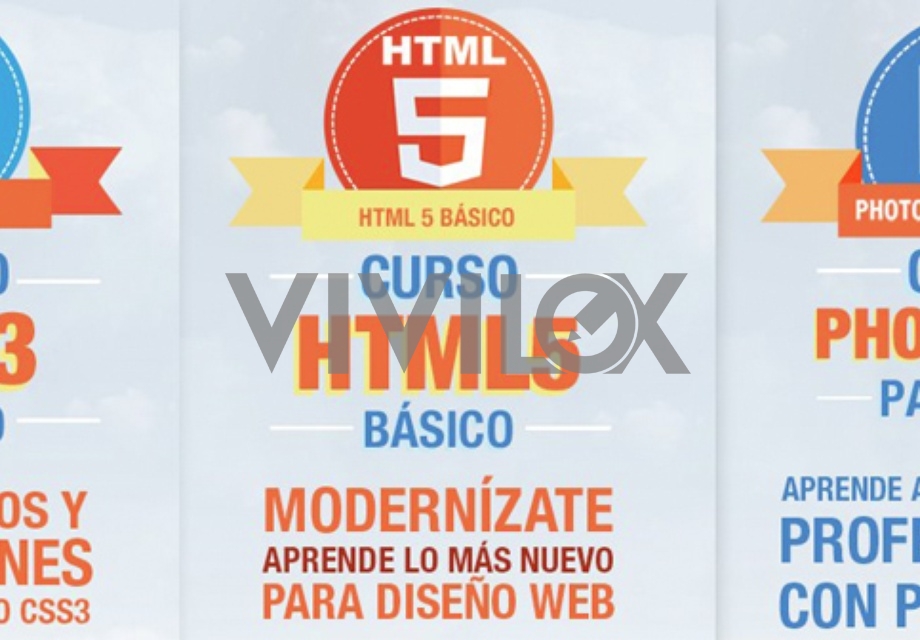 HTML
5
HTML 5 BÁSICO
CURSO
VIVILOX
HTML5
BÁSICO
MODERNÍZATE
APRENDE LO MÁS NUEVO
PARA DISEÑO WEB
3
OS Y
NES
O CSS3
PHOTO
PHO
PA
APRENDE A
PROF
CON P